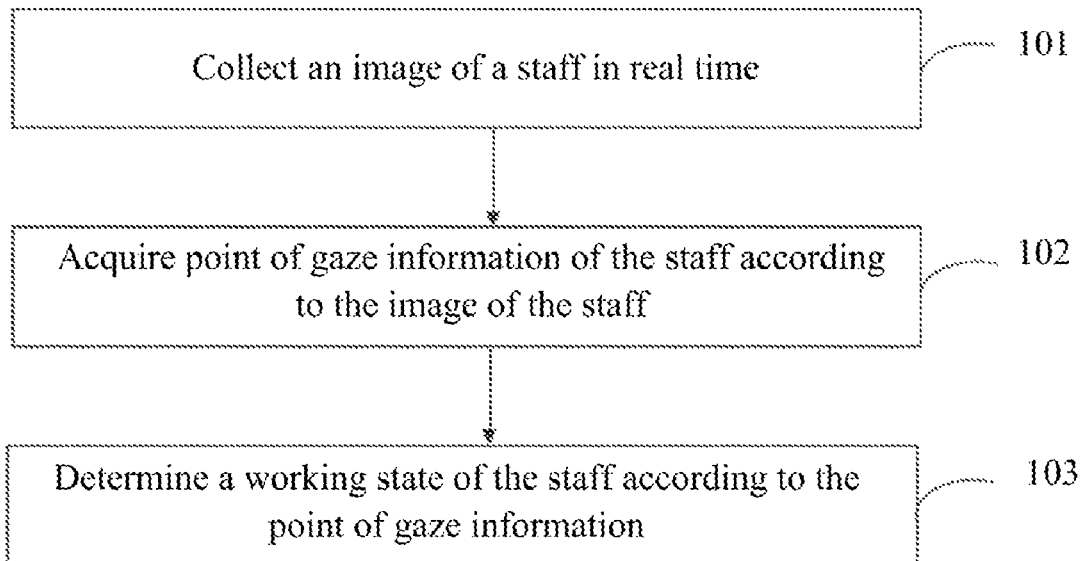 Collect an image of a staff in real time
101
Acquire point of gaze information of the staff according
to the image of the staff
102
Determine a working state of the staff according to the
point of gaze information
103